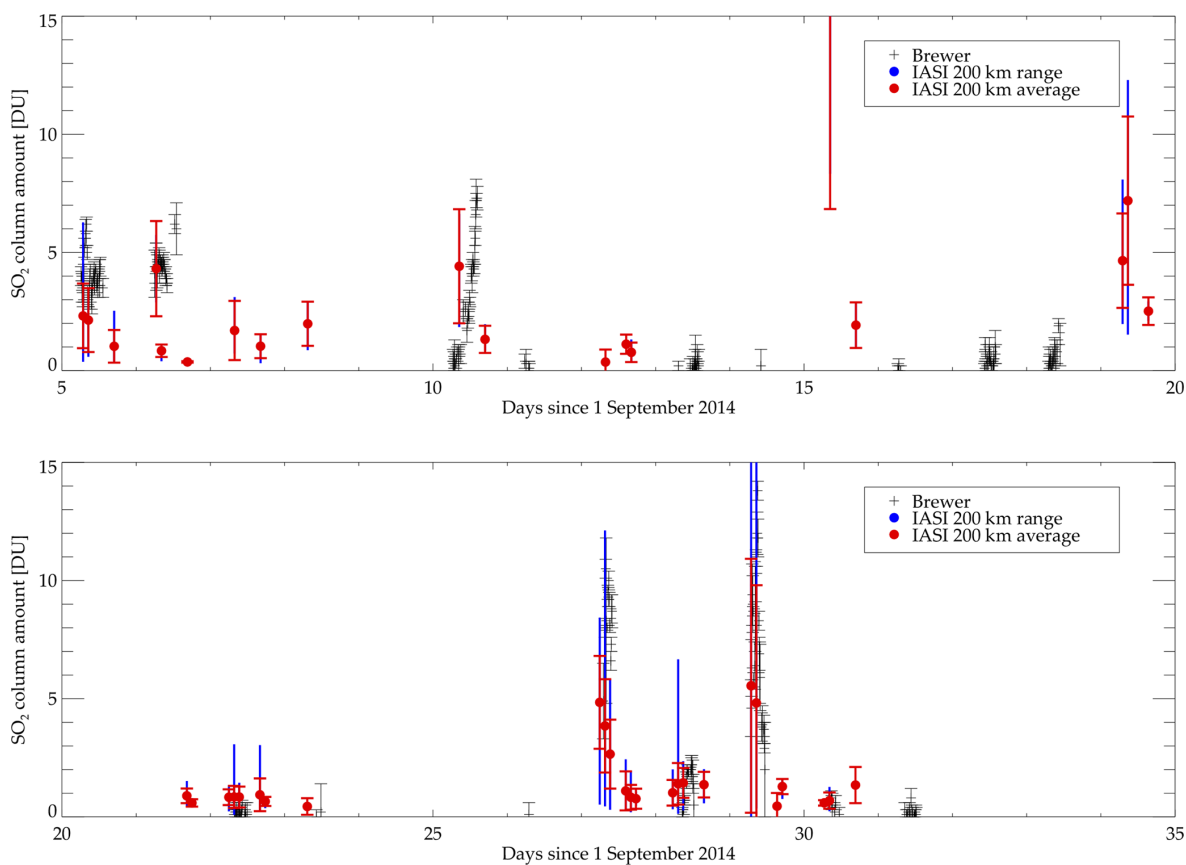 15
10
5
0
SO2 column amount [DU]
Brewer
IASI 200 km range
IASI 200 km average
5
10
15
20
Days since 1 September 2014
15
10
5
0
SO2 column amount [DU]
Brewer
IASI 200 km range
IASI 200 km average
20
25
30
35
Days since 1 September 2014